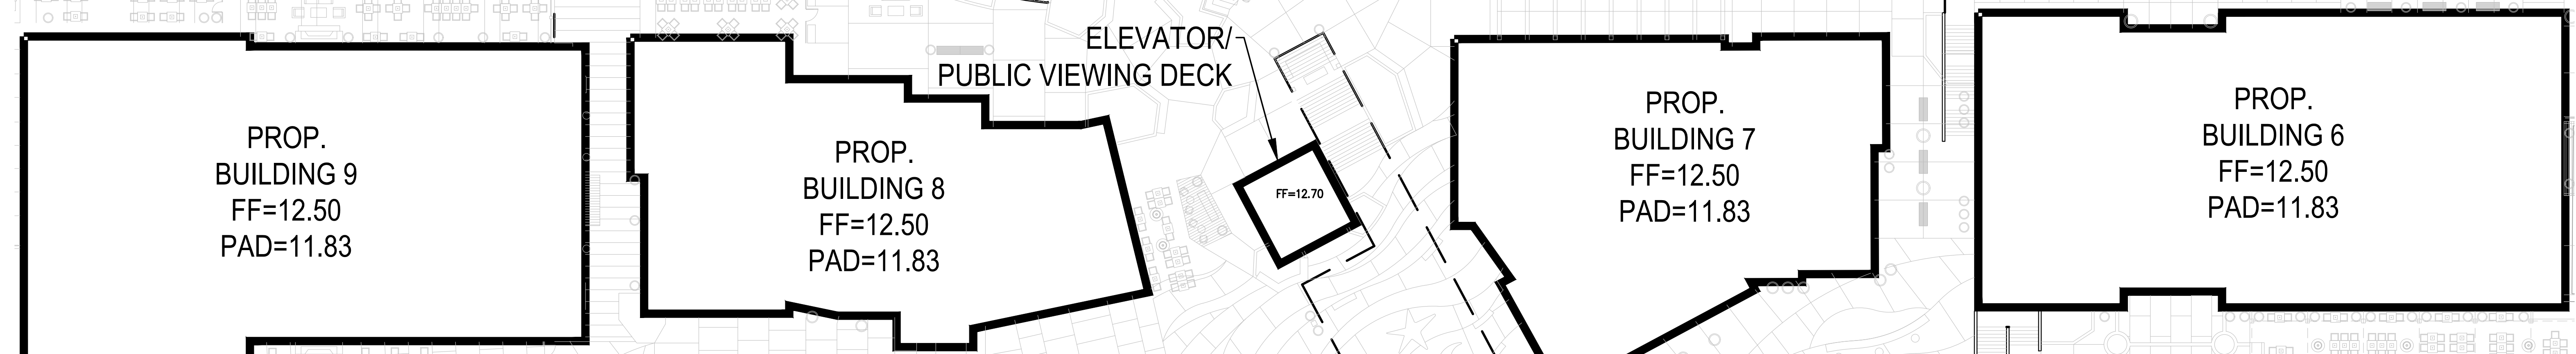 PROP.
BUILDING 9
FF=12.50
PAD=11.83
PROP.
BUILDING 8
FF=12.50
PAD=11.83
ELEVATOR/
PUBLIC VIEWING DECK
FF=12.70
PROP.
BUILDING 7
FF=12.50
PAD=11.83
PROP.
BUILDING 6
FF=12.50
PAD=11.83